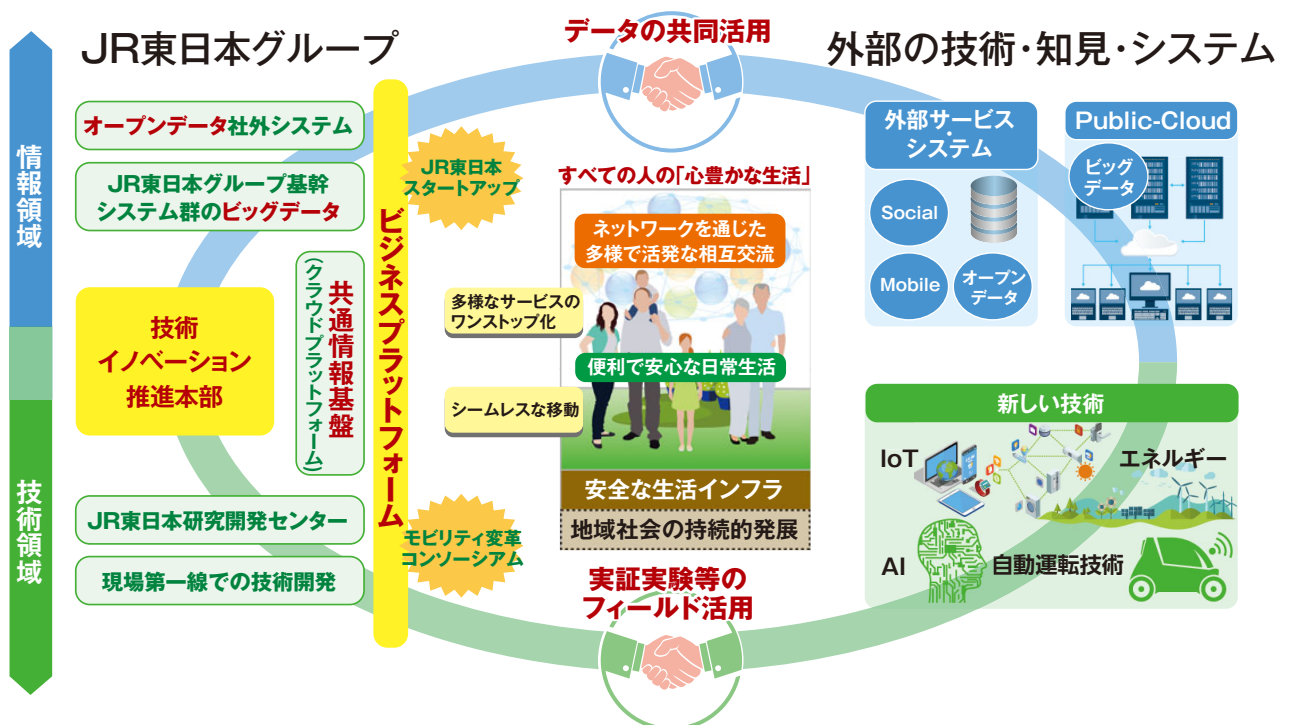 JR東日本グループ
データの共同活用
外部の技術・知見・システム
情報領域
技術領域
オープンデータ社外システム
JR東日本グループ基幹
システム群のビッグデータ
技術
イノベーション
推進本部
共通情報基盤
(クラウドプラットフォーム)
JR東日本研究開発センター
現場第一線での技術開発
ビジネスプラットフォーム
JR東日本
スタートアップ
モビリティ変革
コンソーシアム
すべての人の「心豊かな生活」
ネットワークを通じた
多様で活発な相互交流
多様なサービスの
ワンストップ化
便利で安心な日常生活
シームレスな移動
安全な生活インフラ
地域社会の持続的発展
実証実験等の
フィールド活用
外部サービス
・
システム
Social
Mobile
オープン
データ
Public-Cloud
ビッグ
データ
新しい技術
IoT
エネルギー
AI
自動運転技術